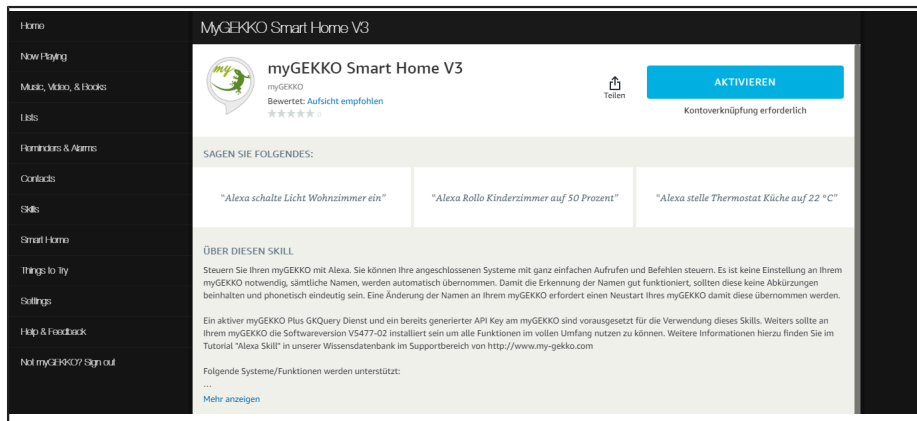 Home
Now Playing
Music, Video, & Books
Lists
Reminders & Alarms
Contacts
Skills
Smart Home
Things to Try
Settings
Help & Feedback
Not myGEKKO? Sign out
MyGEKKO Smart Home V3
my
myGEKKO Smart Home V3
myGEKKO
Bewertet: Aufsicht empfohlen
0
Teilen
AKTIVIEREN
Kontoverknüpfung erforderlich
SAGEN SIE FOLGENDES:
"Alexa schalte Licht Wohnzimmer ein"
"Alexa Rollo Kinderzimmer auf 50 Prozent"
"Alexa stelle Thermostat Küche auf 22 °C"
ÜBER DIESEN SKILL
Steuern Sie Ihren myGEKKO mit Alexa. Sie können Ihre angeschlossenen Systeme mit ganz einfachen Aufrufen und Befehlen steuern. Es ist keine Einstellung an Ihrem
myGEKKO notwendig, sämtliche Namen, werden automatisch übernommen. Damit die Erkennung der Namen gut funktioniert, sollten diese keine Abkürzungen
beinhalten und phonetisch eindeutig sein. Eine Änderung der Namen an Ihrem myGEKKO erfordert einen Neustart Ihres myGEKKO damit diese übernommen werden.
Ein aktiver myGEKKO Plus GKQuery Dienst und ein bereits generierter API Key am myGEKKO sind vorausgesetzt für die Verwendung dieses Skills. Weiters sollte an
Ihrem myGEKKO die Softwareversion V5477-02 installiert sein um alle Funktionen im vollen Umfang nutzen zu können. Weitere Informationen hierzu finden Sie im
Tutorial "Alexa Skill" in unserer Wissensdatenbank im Supportbereich von http://www.my-gekko.com
Folgende Systeme/Funktionen werden unterstützt:
...
Mehr anzeigen